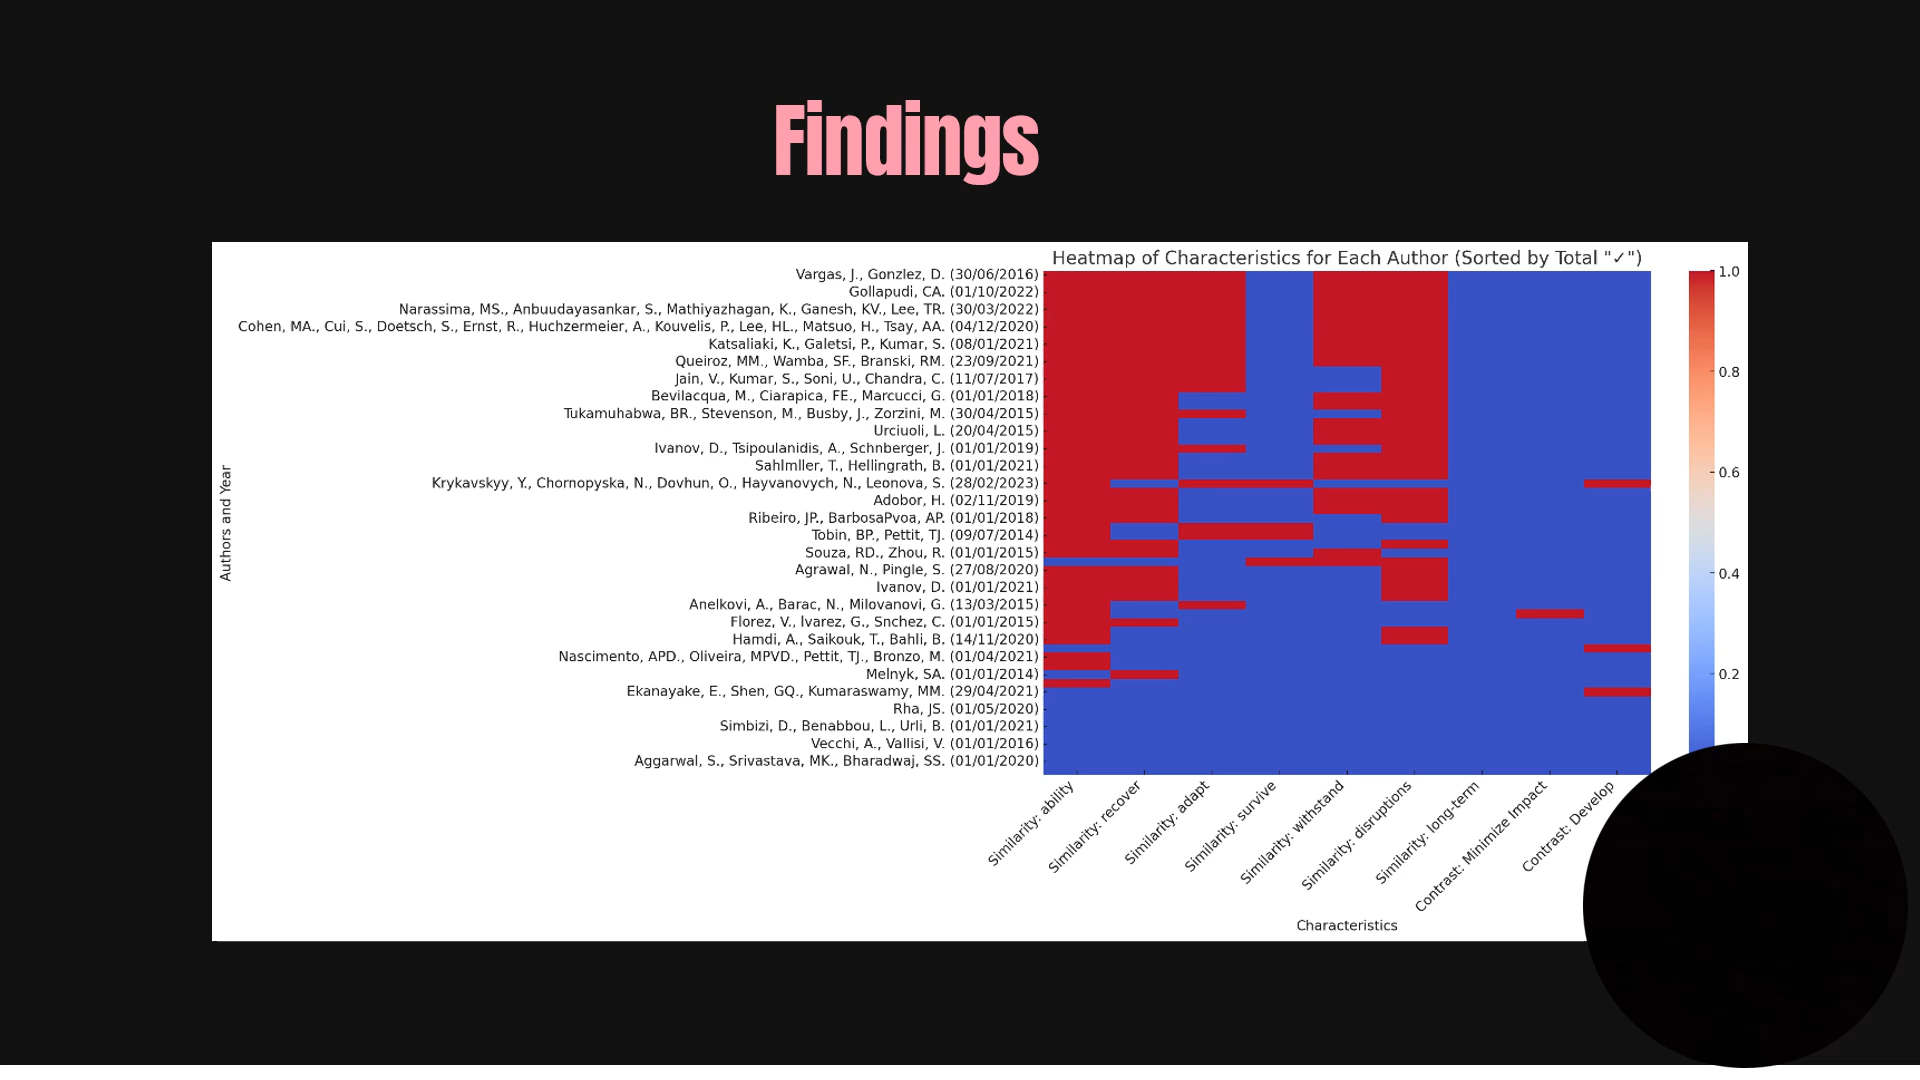 Findings
Heatmap of Characteristics for Each Author (Sorted by Total "✓")
Vargas, J., Gonzlez, D. (30/06/2016)
Gollapudi, CA. (01/10/2022)
Narassima, MS., Anbuudayasankar, S., Mathiyazhagan, K., Ganesh, KV., Lee, TR. (30/03/2022)
Cohen, MA., Cui, S., Doetsch, S., Ernst, R., Huchzermeier, A., Kouvelis, P., Lee, HL., Matsuo, H., Tsay, AA. (04/12/2020)
Katsaliaki, K., Galetsi, P., Kumar, S. (08/01/2021)
Queiroz, MM., Wamba, SF., Branski, RM. (23/09/2021)
Jain, V., Kumar, S., Soni, U., Chandra, C. (11/07/2017)
Bevilacqua, M., Ciarapica, FE., Marcucci, G. (01/01/2018)
Tukamuhabwa, BR., Stevenson, M., Busby, J., Zorzini, M. (30/04/2015)
Urciuoli, L. (20/04/2015)
Ivanov, D., Tsipoulanidis, A., Schnberger, J. (01/01/2019)
Sahlmller, T., Hellingrath, B. (01/01/2021)
Krykavskyy, Y., Chornopyska, N., Dovhun, O., Hayvanovych, N., Leonova, S. (28/02/2023)
Adobor, H. (02/11/2019)
Ribeiro, JP., BarbosaPvoa, AP. (01/01/2018)
Tobin, BP., Pettit, TJ. (09/07/2014)
Souza, RD., Zhou, R. (01/01/2015)
Agrawal, N., Pingle, S. (27/08/2020)
Ivanov, D. (01/01/2021)
Anelkovi, A., Barac, N., Milovanovi, G. (13/03/2015)
Florez, V., lvarez, G., Snchez, C. (01/01/2015)
Hamdi, A., Saikouk, T., Bahli, B. (14/11/2020)
Nascimento, APD., Oliveira, MPVD., Pettit, TJ., Bronzo, M. (01/04/2021)
Melnyk, SA. (01/01/2014)
Ekanayake, E., Shen, GQ., Kumaraswamy, MM. (29/04/2021)
Rha, JS. (01/05/2020)
Simbizi, D., Benabbou, L., Urli, B. (01/01/2021)
Vecchi, A., Vallisi, V. (01/01/2016)
Aggarwal, S., Srivastava, MK., Bharadwaj, SS. (01/01/2020)
Authors and Year
Similarity: ability
Similarity: recover
Similarity: adapt
Similarity: survive
Similarity: withstand
Similarity: disruptions
Similarity: long-term
Contrast: Minimize Impact
Contrast: Develop
Characteristics
1.0
0.8
0.6
0.4
0.2